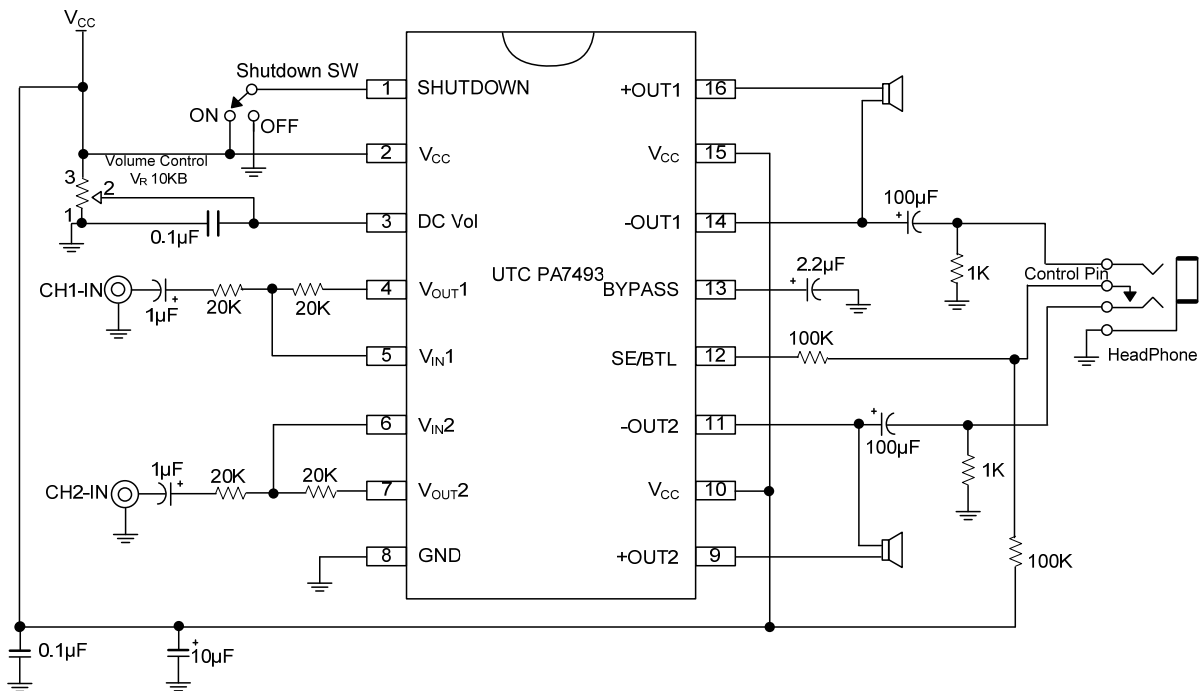 VCC
Shutdown SW
ON
OFF
Volume Control
VR 10KB
3
2
1
0.1µF
CH1-IN
1µF
+
20K
20K
CH2-IN
1µF
+
20K
20K
1 SHUTDOWN
2 VCC
3 DC Vol
4 VOUT1
5 VIN1
6 VIN2
7 VOUT2
8 GND
UTC PA7493
+OUT1 16
VCC 15
-OUT1 14
BYPASS 13
SE/BTL 12
-OUT2 11
VCC 10
+OUT2 9
100µF
+
1K
2.2µF
+
Control Pin
HeadPhone
100K
+
100µF
1K
100K
0.1µF
+
10µF